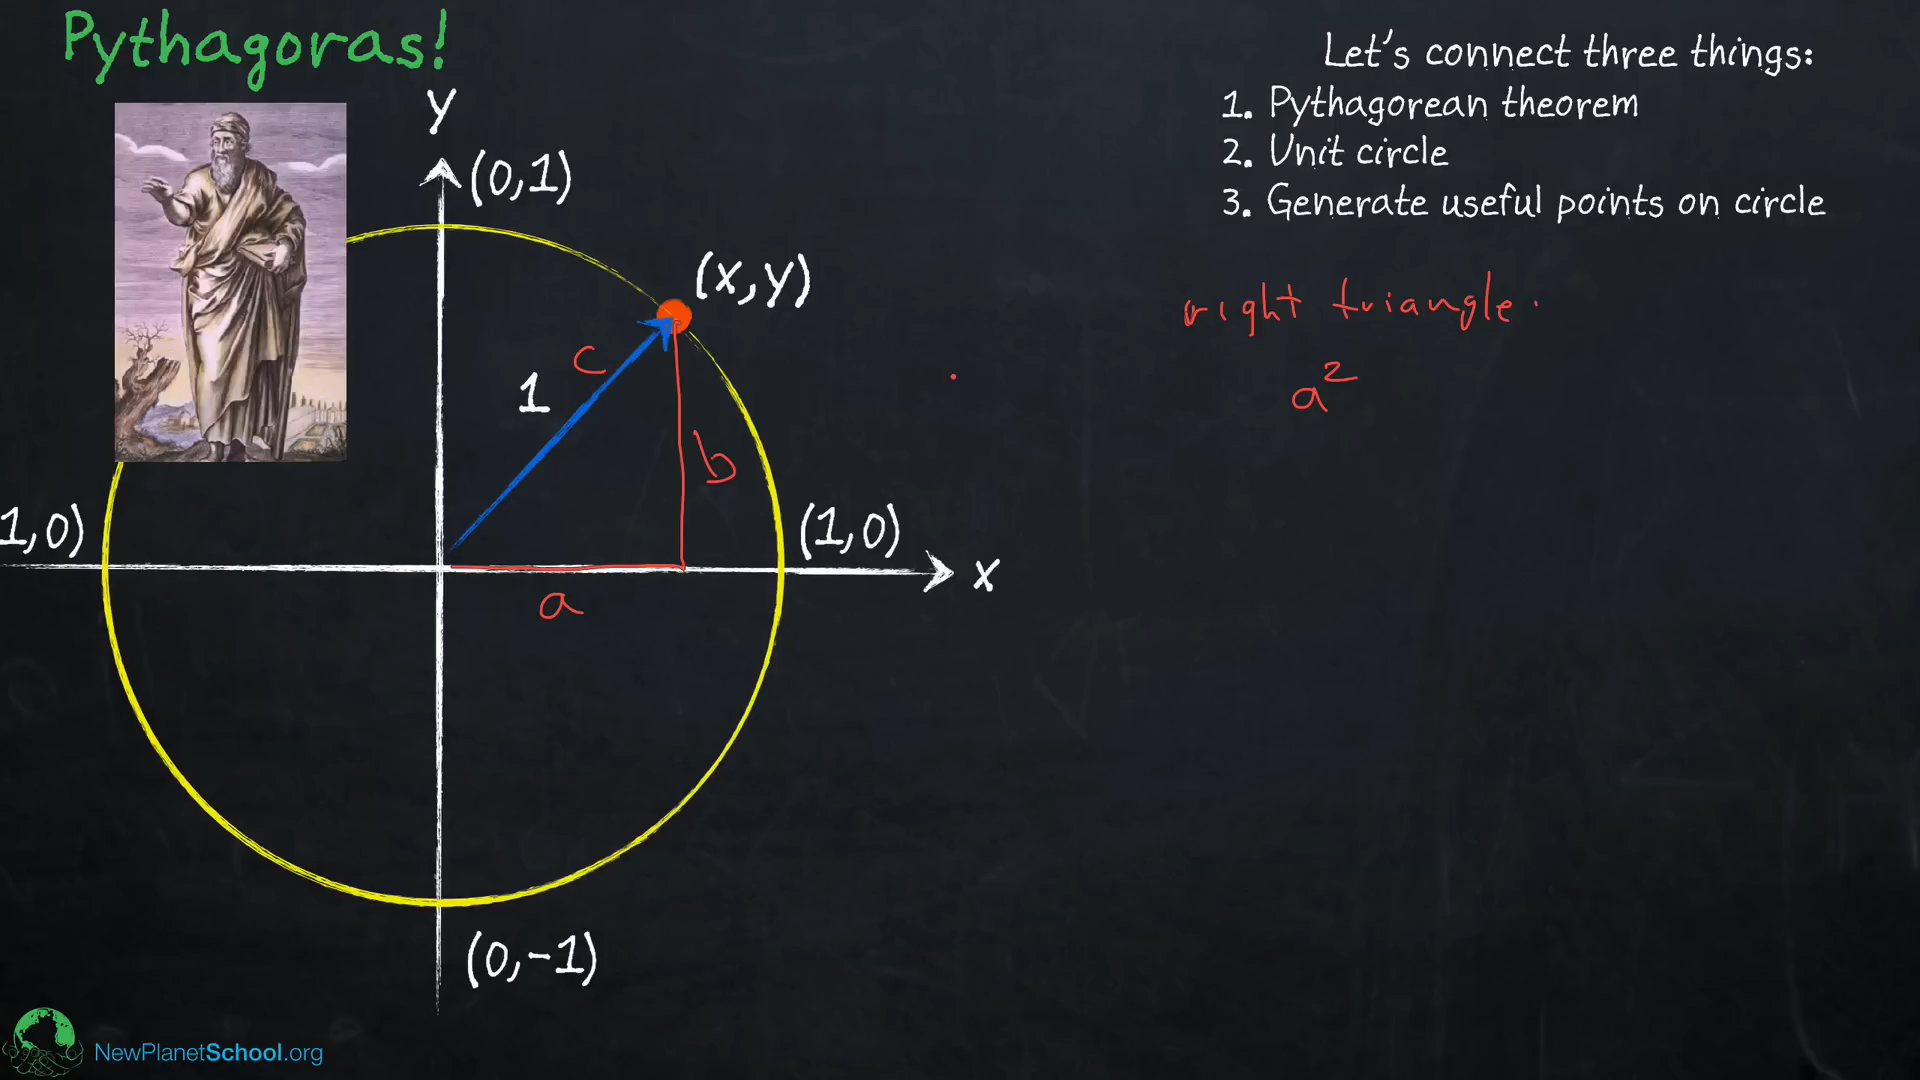 Pythagoras!
Let's connect three things:
1. Pythagorean theorem
2. Unit circle
3. Generate useful points on circle
right triangle.
a²
y
(0,1)
(x,y)
c
1
b
1,0)
(1,0)
x
a
(0,-1)
NewPlanetSchool.org